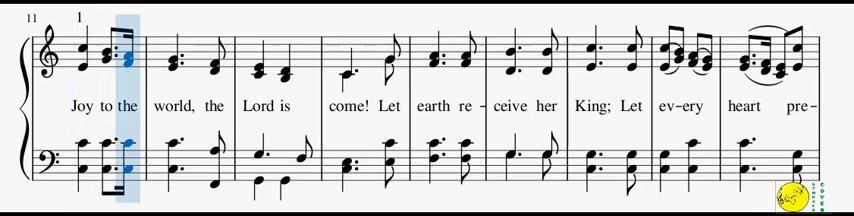 11
1
Joy to the world, the Lord is come! Let earth re - ceive her King; Let ev-ery heart pre-